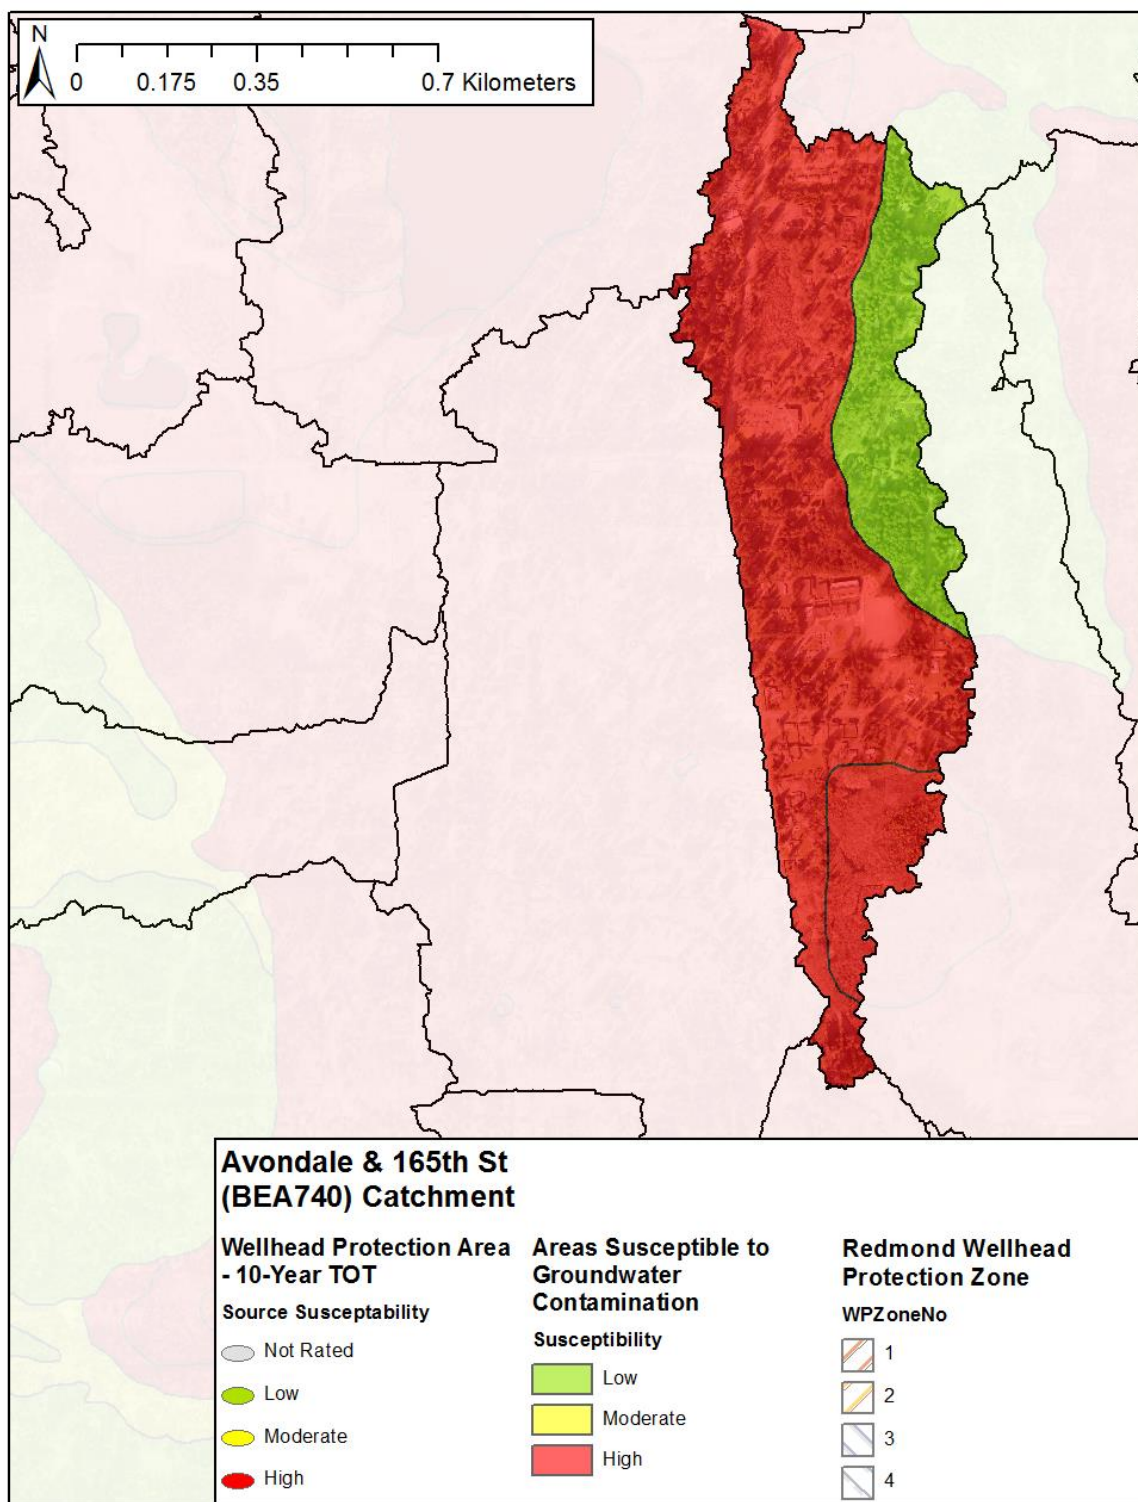 N
0 0.175 0.35 0.7 Kilometers
Avondale & 165th St
(BEA740) Catchment
Wellhead Protection Area
- 10-Year TOT
Source Susceptability
Not Rated
Low
Moderate
High
Areas Susceptible to
Groundwater
Contamination
Susceptibility
Low
Moderate
High
Redmond Wellhead
Protection Zone
WPZoneNo
1
2
3
4